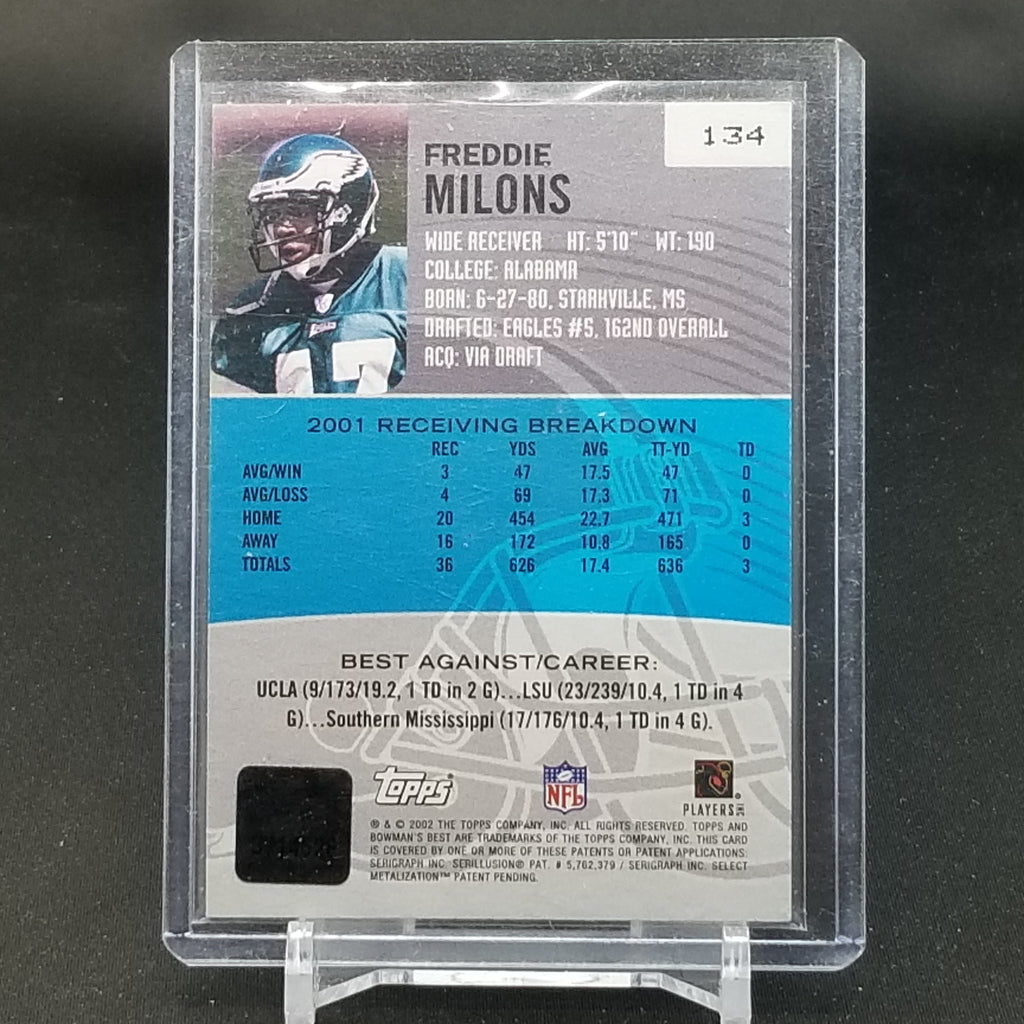 134
FREDDIE
MILONS
WIDE RECEIVER HT: 5'10" WT: 190
COLLEGE: ALABAMA
BORN: 6-27-80, STARKVILLE, MS
DRAFTED: EAGLES #5, 162ND OVERALL
ACQ: VIA DRAFT
2001 RECEIVING BREAKDOWN
REC YDS AVG TT-YD TD
AVG/WIN 3 47 17.5 47 0
AVG/LOSS 4 69 17.3 71 0
HOME 20 454 22.7 471 3
AWAY 16 172 10.8 165 0
TOTALS 36 626 17.4 636 3
BEST AGAINST/CAREER:
UCLA (9/173/19.2, 1 TD in 2 G)...LSU (23/239/10.4, 1 TD in 4
G)...Southern Mississippi (17/176/10.4, 1 TD in 4 G).
topps® NFL PLAYERS INC
® & © 2002 THE TOPPS COMPANY, INC. ALL RIGHTS RESERVED. TOPPS AND
BOWMAN'S BEST ARE TRADEMARKS OF THE TOPPS COMPANY, INC. THIS CARD
IS COVERED BY ONE OR MORE OF THESE PATENTS OR PATENT APPLICATIONS:
SERIGRAPH INC. SERILLUSION® PAT. # 5,762,379 / SERIGRAPH INC. SELECT
METALIZATION™ PATENT PENDING.